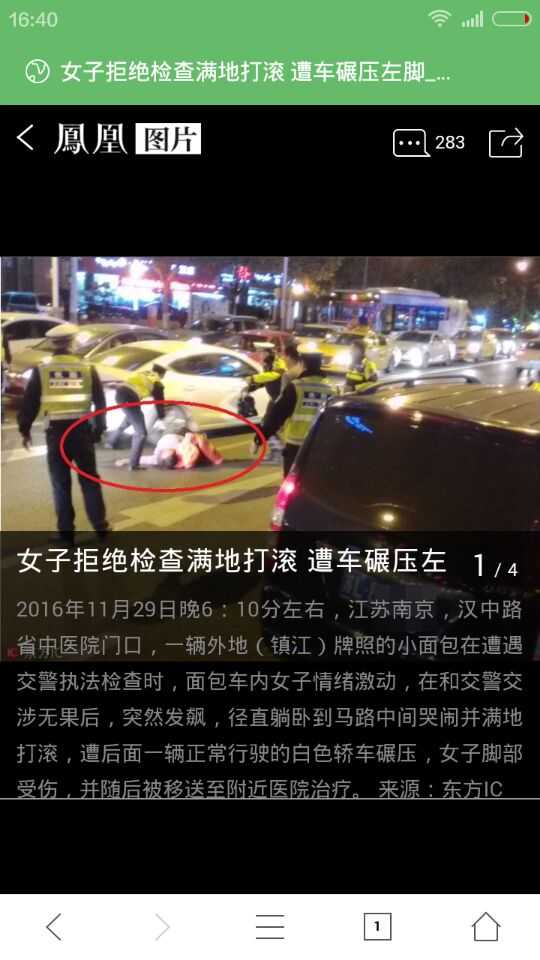 16:40
女子拒绝检查满地打滚 遭车碾压左脚_...
鳳凰 图片
283
女子拒绝检查满地打滚 遭车碾压左
1 / 4
2016年11月29日晚6：10分左右，江苏南京，汉中路
省中医院门口，一辆外地（镇江）牌照的小面包在遭遇
交警执法检查时，面包车内女子情绪激动，在和交警交
涉无果后，突然发飙，径直躺卧到马路中间哭闹并满地
打滚，遭后面一辆正常行驶的白色轿车碾压，女子脚部
受伤，并随后被移送至附近医院治疗。 来源：东方IC
1